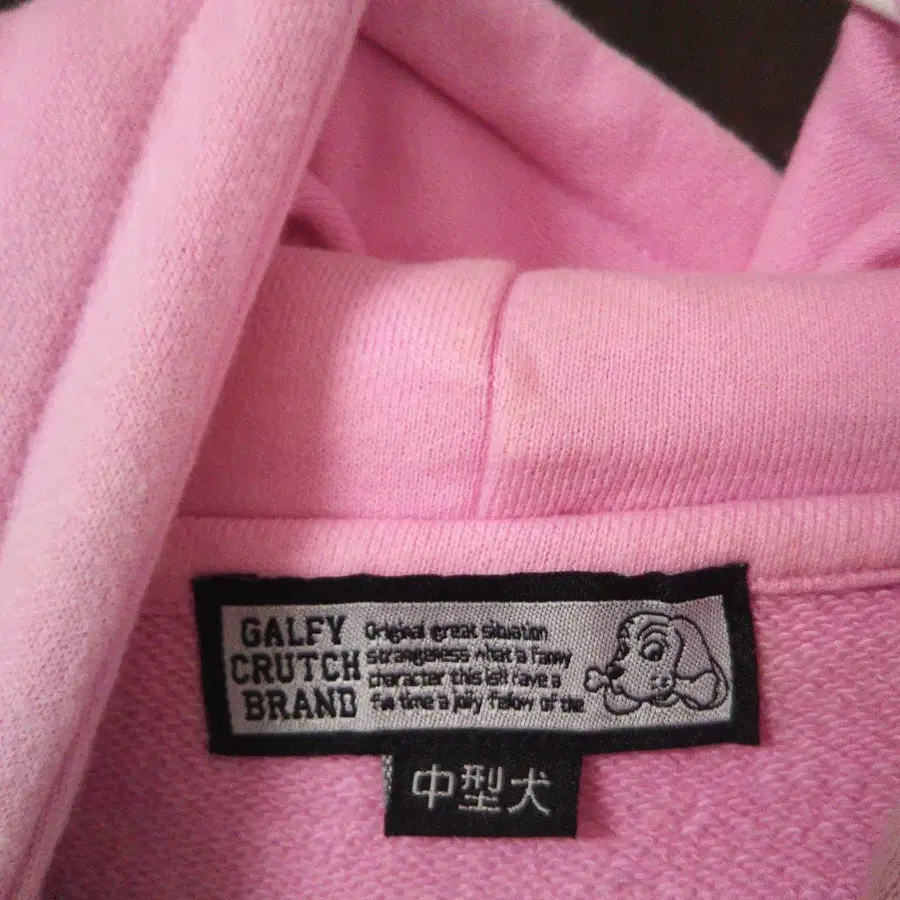 GALFY
CRUTCH
BRAND
Original great situation
strangeness what a Fanny
character this is!! Have a
time a jolly Fellow of the
中型犬